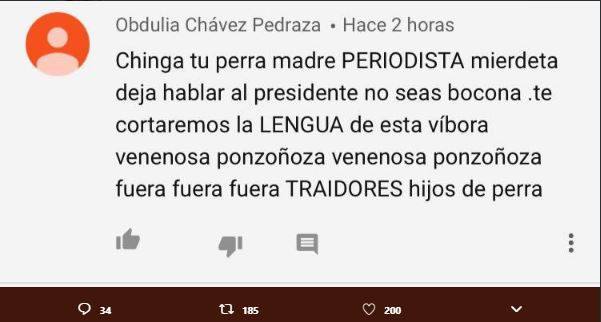 Obdulia Chávez Pedraza • Hace 2 horas
Chinga tu perra madre PERIODISTA mierdeta
deja hablar al presidente no seas bocona .te
cortaremos la LENGUA de esta víbora
venenosa ponzoñoza venenosa ponzoñoza
fuera fuera fuera TRAIDORES hijos de perra
34 185 200